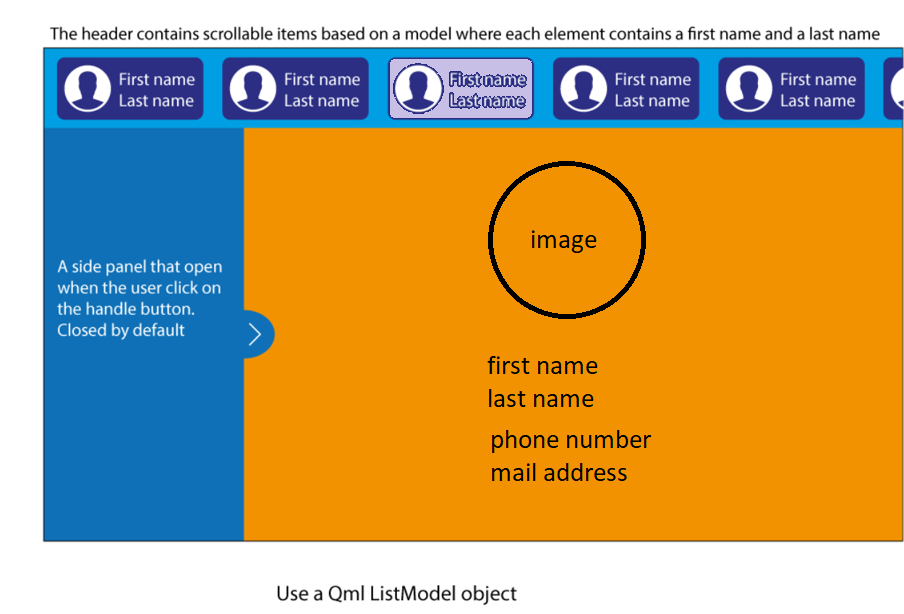 The header contains scrollable items based on a model where each element contains a first name and a last name
First name
Last name
First name
Last name
First name
Last name
First name
Last name
First name
Last name
A side panel that open
when the user click on
the handle button.
Closed by default
image
first name
last name
phone number
mail address
Use a Qml ListModel object